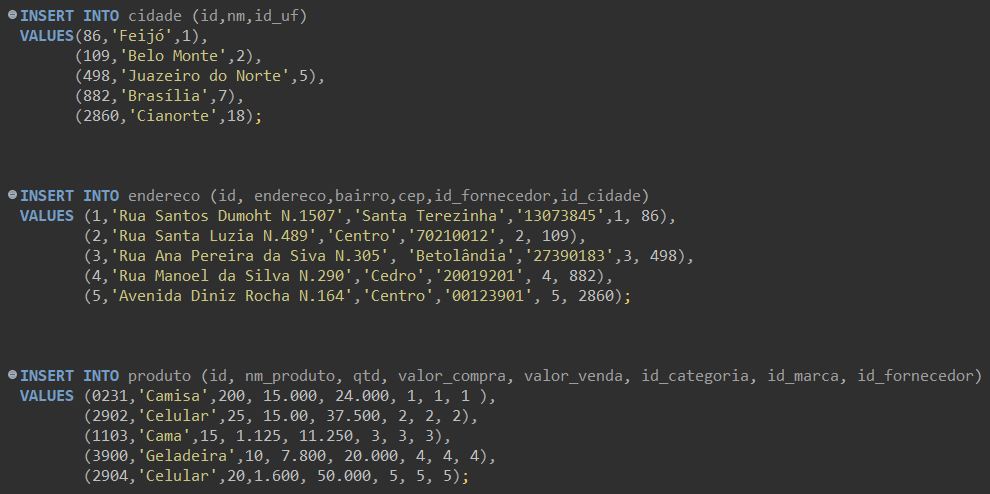 INSERT INTO cidade (id,nm,id_uf)
VALUES(86,'Feijó',1),
(109,'Belo Monte',2),
(498,'Juazeiro do Norte',5),
(882,'Brasília',7),
(2860,'Cianorte',18);
INSERT INTO endereco (id, endereco,bairro,cep,id_fornecedor,id_cidade)
VALUES (1,'Rua Santos Dumoht N.1507','Santa Terezinha','13073845',1, 86),
(2,'Rua Santa Luzia N.489','Centro','70210012', 2, 109),
(3,'Rua Ana Pereira da Siva N.305', 'Betolândia','27390183',3, 498),
(4,'Rua Manoel da Silva N.290','Cedro','20019201', 4, 882),
(5,'Avenida Diniz Rocha N.164','Centro','00123901', 5, 2860);
INSERT INTO produto (id, nm_produto, qtd, valor_compra, valor_venda, id_categoria, id_marca, id_fornecedor)
VALUES (0231,'Camisa',200, 15.000, 24.000, 1, 1, 1 ),
(2902,'Celular',25, 15.00, 37.500, 2, 2, 2),
(1103,'Cama',15, 1.125, 11.250, 3, 3, 3),
(3900,'Geladeira',10, 7.800, 20.000, 4, 4, 4),
(2904,'Celular',20,1.600, 50.000, 5, 5, 5);